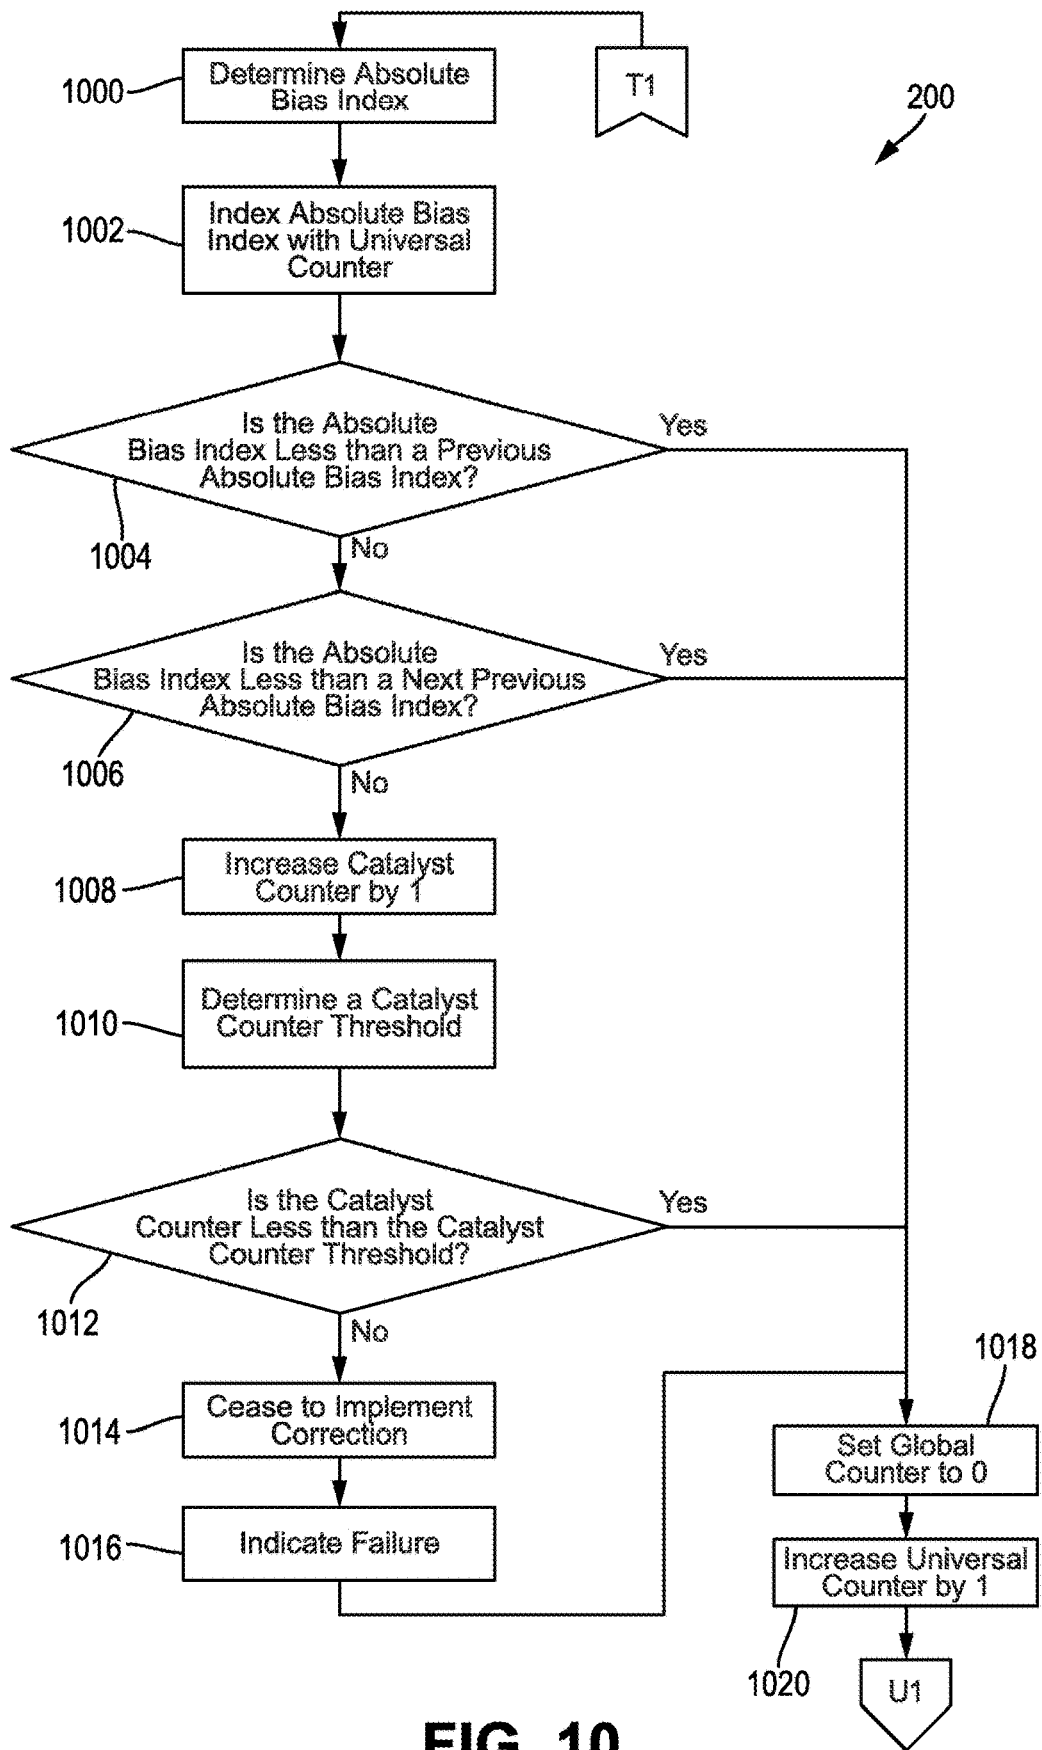 T1
200
1000
Determine Absolute
Bias Index
1002
Index Absolute Bias
Index with Universal
Counter
Is the Absolute
Bias Index Less than a Previous
Absolute Bias Index?
Yes
1004
No
Is the Absolute
Bias Index Less than a Next Previous
Absolute Bias Index?
Yes
1006
No
1008
Increase Catalyst
Counter by 1
1010
Determine a Catalyst
Counter Threshold
Is the Catalyst
Counter Less than the Catalyst
Counter Threshold?
Yes
1012
No
1014
Cease to Implement
Correction
1016
Indicate Failure
1018
Set Global
Counter to 0
Increase Universal
Counter by 1
1020
U1
FIG. 10